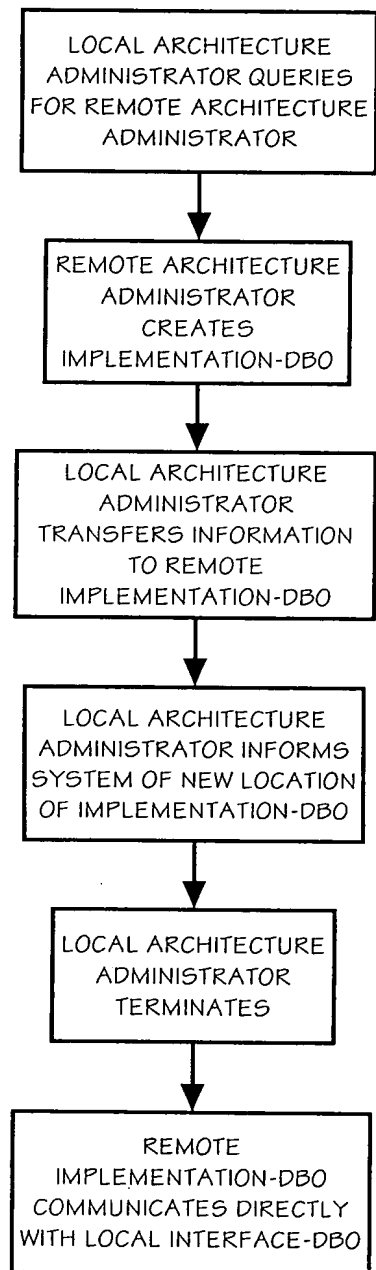 LOCAL ARCHITECTURE
ADMINISTRATOR QUERIES
FOR REMOTE ARCHITECTURE
ADMINISTRATOR
REMOTE ARCHITECTURE
ADMINISTRATOR
CREATES
IMPLEMENTATION-DBO
LOCAL ARCHITECTURE
ADMINISTRATOR
TRANSFERS INFORMATION
TO REMOTE
IMPLEMENTATION-DBO
LOCAL ARCHITECTURE
ADMINISTRATOR INFORMS
SYSTEM OF NEW LOCATION
OF IMPLEMENTATION-DBO
LOCAL ARCHITECTURE
ADMINISTRATOR
TERMINATES
REMOTE
IMPLEMENTATION-DBO
COMMUNICATES DIRECTLY
WITH LOCAL INTERFACE-DBO